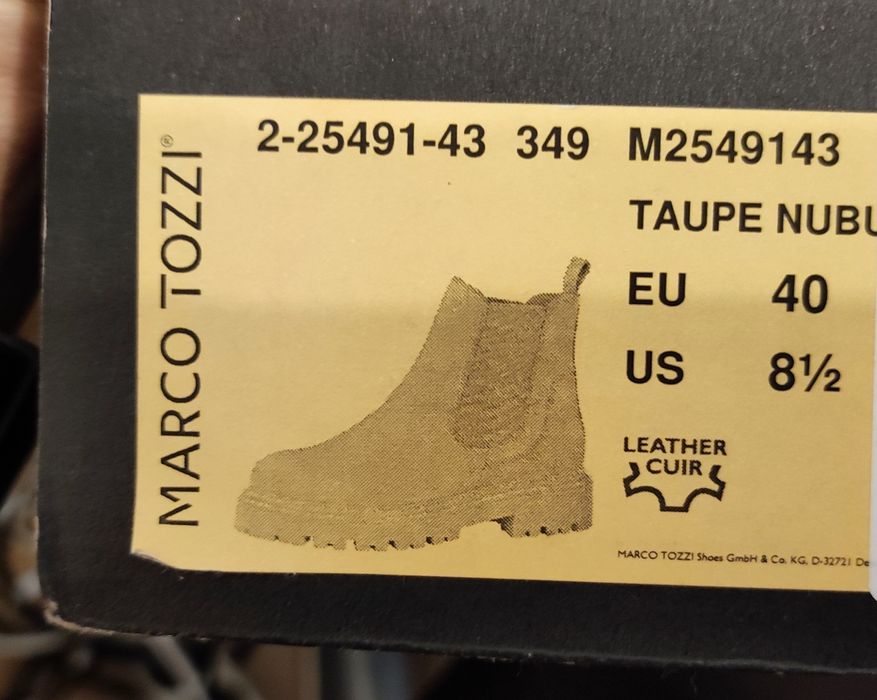 MARCO TOZZI®
2-25491-43 349 M2549143
TAUPE NUBU
EU 40
US 8½
LEATHER
CUIR
MARCO TOZZI Shoes GmbH & Co. KG, D-32721 De